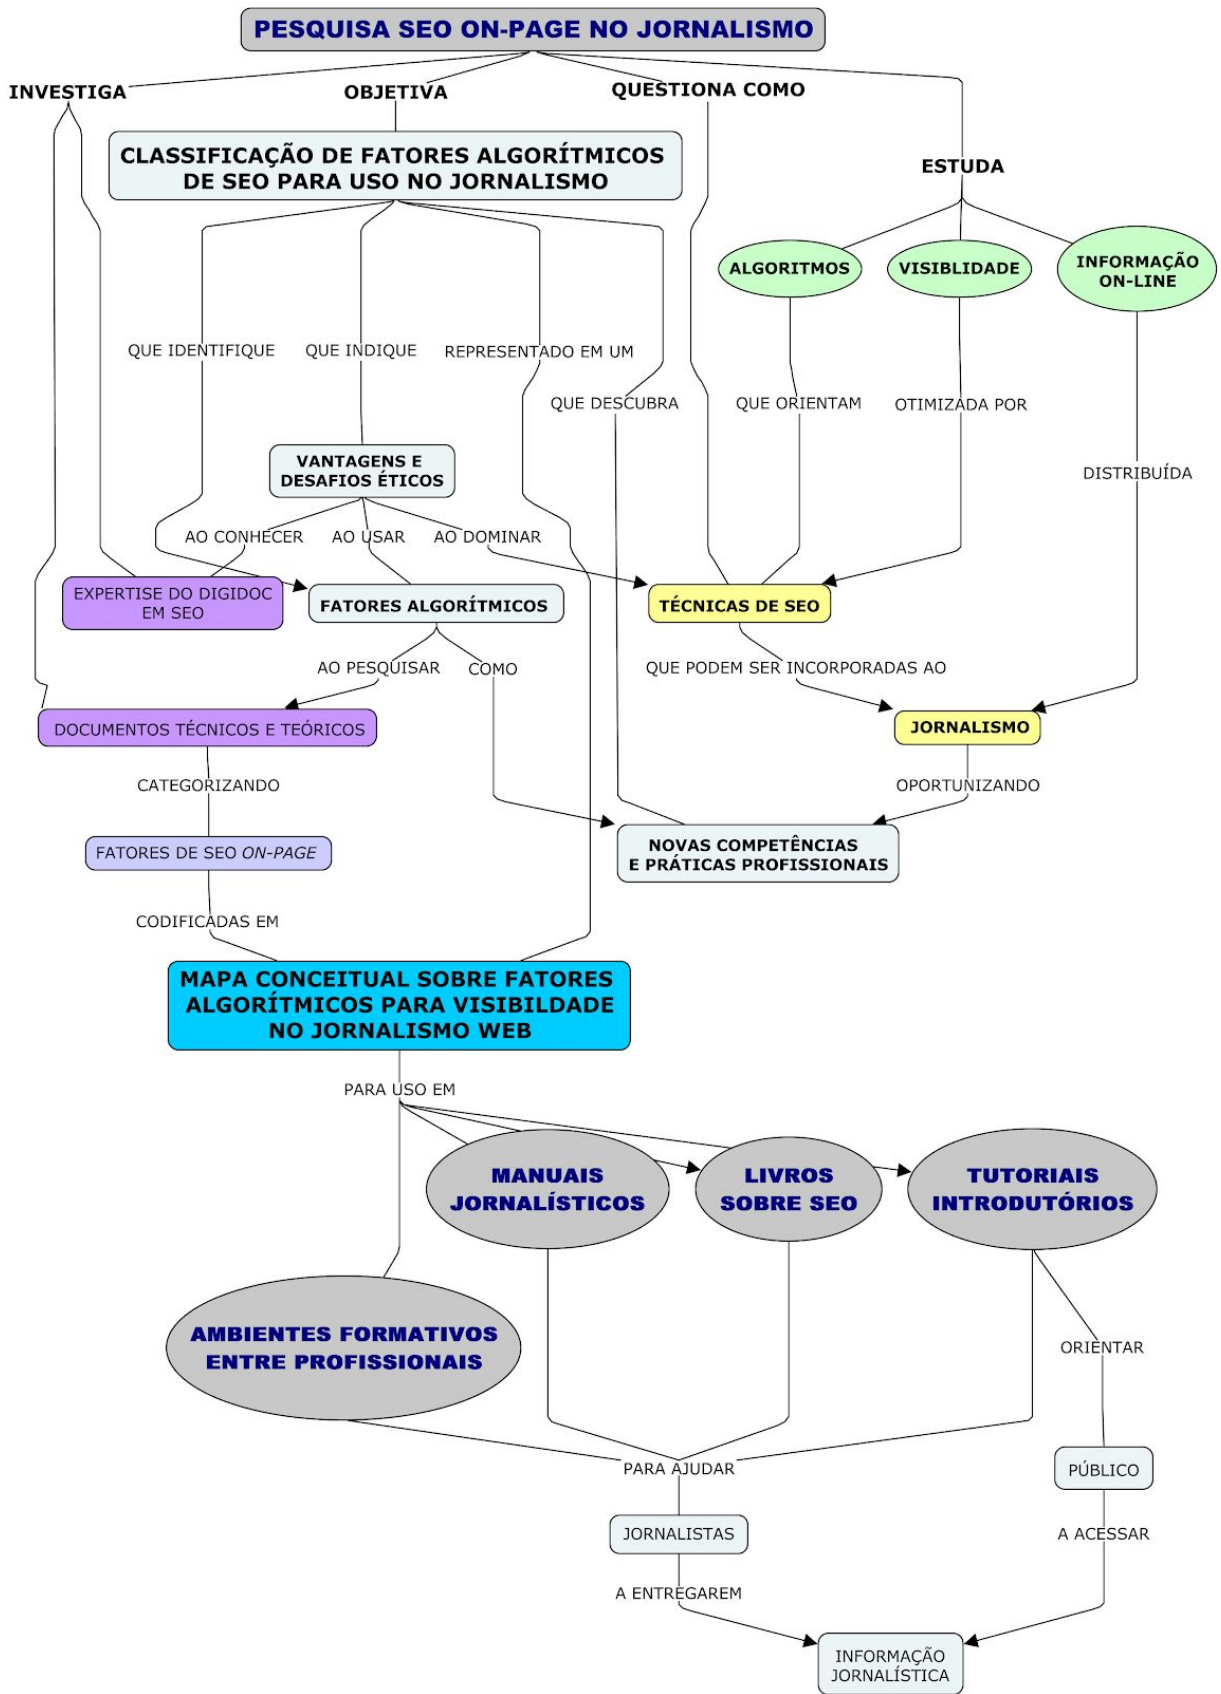 PESQUISA SEO ON-PAGE NO JORNALISMO
INVESTIGA
OBJETIVA
QUESTIONA COMO
CLASSIFICAÇÃO DE FATORES ALGORÍTMICOS
DE SEO PARA USO NO JORNALISMO
ESTUDA
ALGORITMOS
VISIBLIDADE
INFORMAÇÃO
ON-LINE
QUE IDENTIFIQUE
QUE INDIQUE
REPRESENTADO EM UM
QUE DESCUBRA
QUE ORIENTAM
OTIMIZADA POR
VANTAGENS E
DESAFIOS ÉTICOS
DISTRIBUÍDA
AO CONHECER
AO USAR
AO DOMINAR
EXPERTISE DO DIGIDOC
EM SEO
FATORES ALGORÍTMICOS
TÉCNICAS DE SEO
AO PESQUISAR
COMO
QUE PODEM SER INCORPORADAS AO
DOCUMENTOS TÉCNICOS E TEÓRICOS
JORNALISMO
CATEGORIZANDO
OPORTUNIZANDO
FATORES DE SEO ON-PAGE
NOVAS COMPETÊNCIAS
E PRÁTICAS PROFISSIONAIS
CODIFICADAS EM
MAPA CONCEITUAL SOBRE FATORES
ALGORÍTMICOS PARA VISIBILDADE
NO JORNALISMO WEB
PARA USO EM
MANUAIS
JORNALÍSTICOS
LIVROS
SOBRE SEO
TUTORIAIS
INTRODUTÓRIOS
AMBIENTES FORMATIVOS
ENTRE PROFISSIONAIS
ORIENTAR
PARA AJUDAR
PÚBLICO
JORNALISTAS
A ACESSAR
A ENTREGAREM
INFORMAÇÃO
JORNALÍSTICA